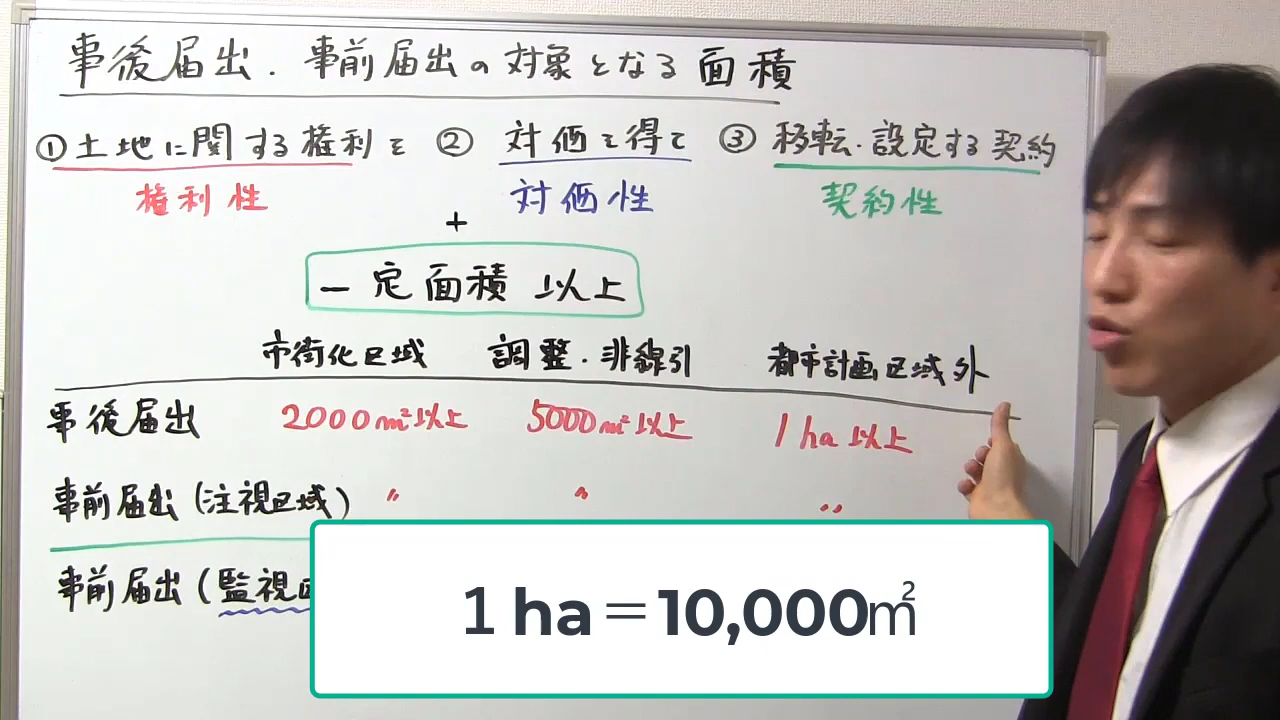 事後届出・事前届出の対象となる面積
①土地に関する権利を ②対価を得て ③移転・設定する契約
権利性 対価性 契約性
+
一定面積以上
市街化区域 調整・非線引 都市計画区域外
事後届出 2000㎡以上 5000㎡以上 1ha以上
事前届出(注視区域) 〃 〃 〃
事前届出(監視区
1 ha＝10,000㎡